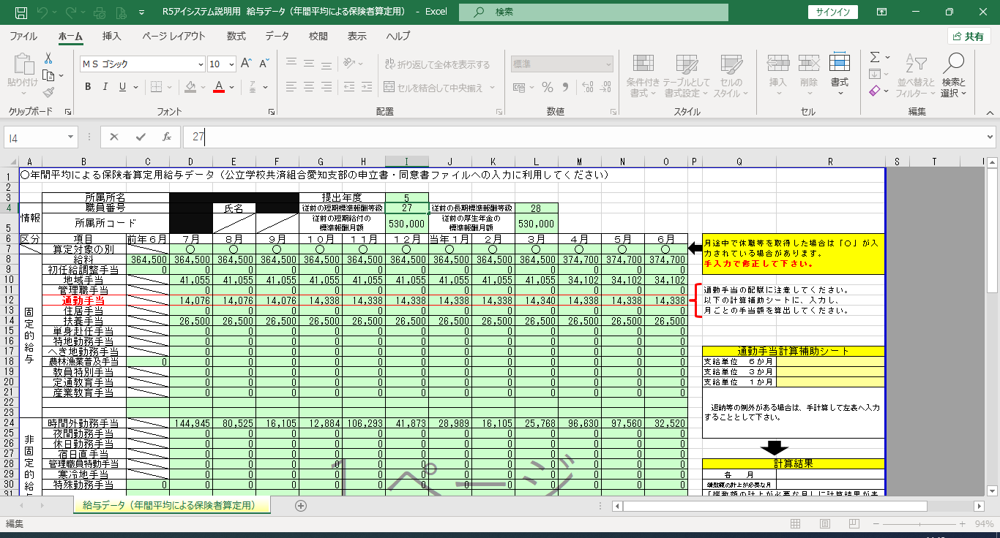 R5アイシステム説明用 給与データ（年間平均による保険者算定用） - Excel 検索 サインイン
ファイル ホーム 挿入 ページ レイアウト 数式 データ 校閲 表示 ヘルプ 共有
貼り付け クリップボード
ＭＳ ゴシック 10 B I U A フォント
ab 折り返して全体を表示する セルを結合して中央揃え 配置
標準 % 数値
条件付き書式 テーブルとして書式設定 セルのスタイル スタイル
挿入 削除 書式 セル
並べ替えとフィルター 検索と選択 編集
I4 fx 27
A B C D E F G H I J K L M N O P Q R S T
1 〇年間平均による保険者算定用給与データ（公立学校共済組合愛知支部の申立書・同意書ファイルへの入力に利用してください）
2
3 所属所名 提出年度 5
4 情報 職員番号 氏名 従前の短期標準報酬等級 27 従前の長期標準報酬等級 28
5 所属所コード 従前の短期給付の標準報酬月額 530,000 従前の厚生年金の標準報酬月額 530,000
6 区分 項目 前年６月 ７月 ８月 ９月 １０月 １１月 １２月 当年１月 ２月 ３月 ４月 ５月 ６月
7 算定対象の別 〇 〇 〇 〇 〇 〇 〇 〇 〇 〇 〇 〇
固定的給与
8 給料 364,500 364,500 364,500 364,500 364,500 364,500 364,500 364,500 364,500 364,500 374,700 374,700 374,700
9 初任給調整手当 0 0 0 0 0 0 0 0 0 0 0 0 0
10 地域手当 41,055 41,055 41,055 41,055 41,055 41,055 41,055 41,055 41,055 34,102 34,102 34,102
11 管理職手当 0 0 0 0 0 0 0 0 0 0 0 0
12 通勤手当 14,076 14,076 14,076 14,338 14,338 14,338 14,338 14,338 14,340 14,338 14,338 14,338
13 住居手当 0 0 0 0 0 0 0 0 0 0 0 0
14 扶養手当 26,500 26,500 26,500 26,500 26,500 26,500 26,500 26,500 26,500 26,500 26,500 26,500
15 単身赴任手当 0 0 0 0 0 0 0 0 0 0 0 0
16 特地勤務手当 0 0 0 0 0 0 0 0 0 0 0 0
17 へき地勤務手当 0 0 0 0 0 0 0 0 0 0 0 0
18 農林漁業普及手当 0 0 0 0 0 0 0 0 0 0 0 0 0
19 教員特別手当 0 0 0 0 0 0 0 0 0 0 0 0
20 定通教育手当 0 0 0 0 0 0 0 0 0 0 0 0
21 産業教育手当 0 0 0 0 0 0 0 0 0 0 0 0
22
23
非固定的給与
24 時間外勤務手当 144,945 80,525 16,105 12,884 106,293 41,873 28,989 16,105 25,768 96,630 97,560 32,520
25 夜間勤務手当 0 0 0 0 0 0 0 0 0 0 0 0
26 休日勤務手当 0 0 0 0 0 0 0 0 0 0 0 0
27 宿日直手当 0 0 0 0 0 0 0 0 0 0 0 0
28 管理職員特勤手当 0 0 0 0 0 0 0 0 0 0 0 0
29 寒冷地手当 0 0 0 0 0 0 0 0 0 0 0 0
30 特殊勤務手当 0 0 0 0 0 0 0 0 0 0 0 0 0
31
1 ページ
月途中で休職等を取得した場合は「〇」が入
力されている場合があります。
手入力で修正して下さい。
通勤手当の配賦に注意してください。
以下の計算補助シートに、入力し、
月ごとの手当額を算出してください。
通勤手当計算補助シート
支給単位 ６か月
支給単位 ３か月
支給単位 １か月
返納等の例外がある場合は、手計算して左表へ入力
することとして下さい。
計算結果
各 月
端数額の計上が必要な月
「端数額の計上が必要な月」に計算結果が表
給与データ（年間平均による保険者算定用）
編集 94%